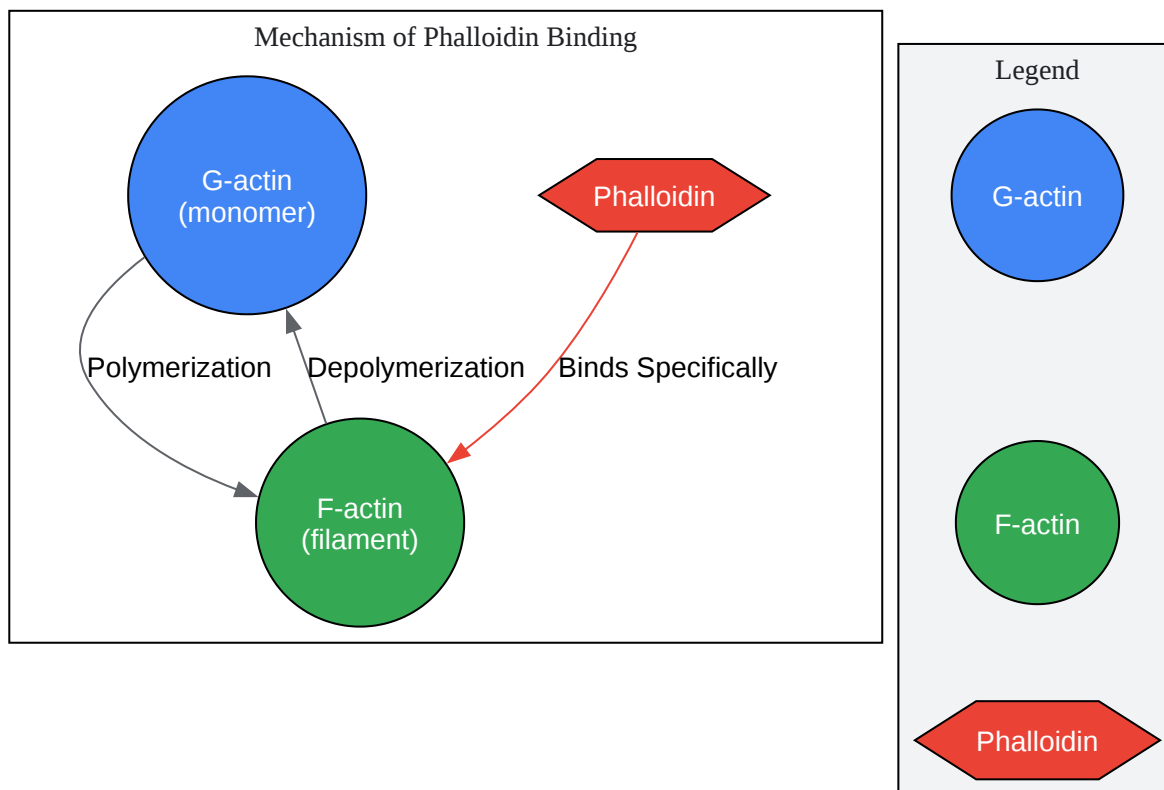 Mechanism of Phalloidin Binding
G-actin
(monomer)
Phalloidin
Polymerization
Depolymerization
Binds Specifically
F-actin
(filament)
Legend
G-actin
F-actin
Phalloidin